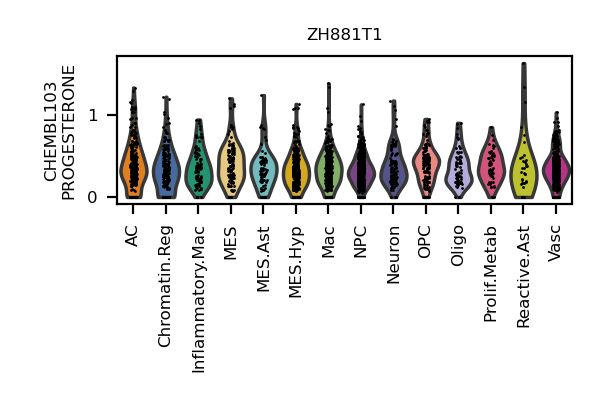 ZH881T1
CHEMBL103
PROGESTERONE
1
0
AC
Chromatin.Reg
Inflammatory.Mac
MES
MES.Ast
MES.Hyp
Mac
NPC
Neuron
OPC
Oligo
Prolif.Metab
Reactive.Ast
Vasc